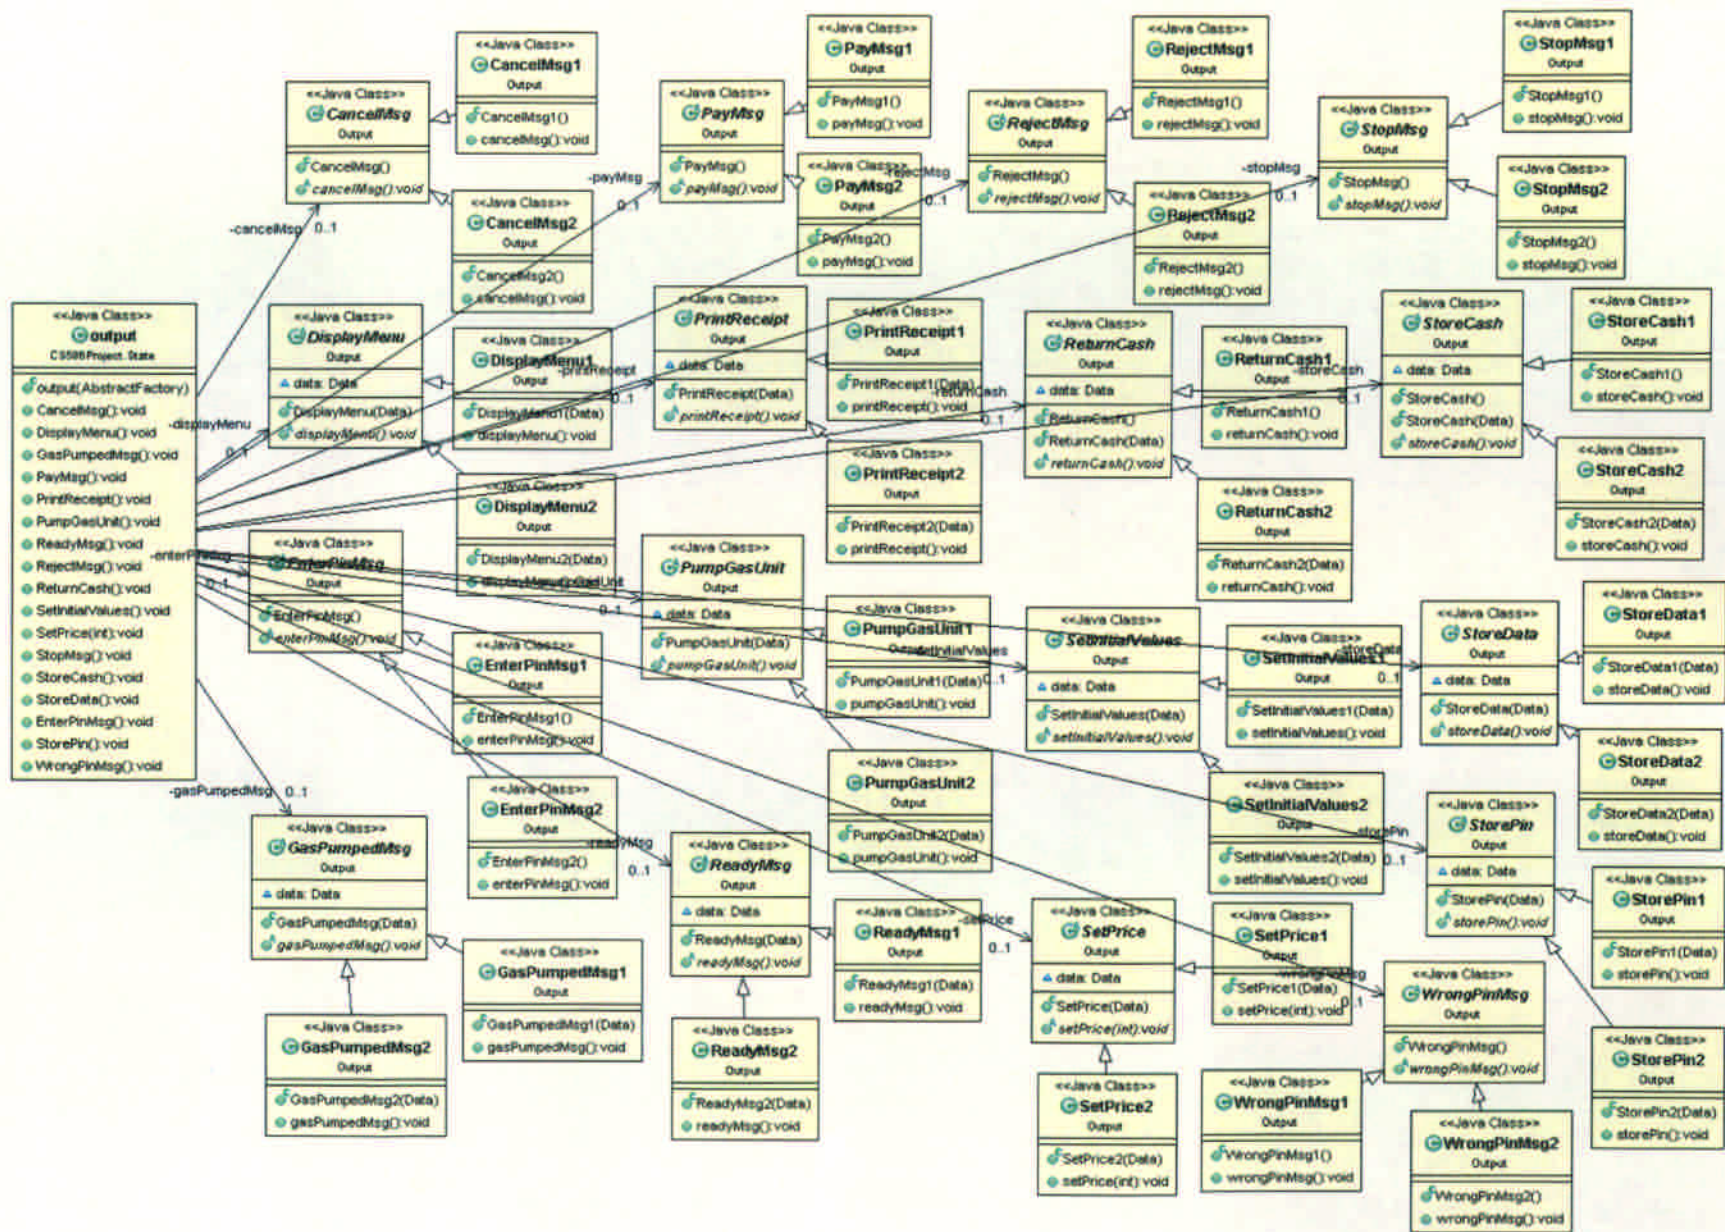 <<Java Class>>
output
CS586Project.State
output(AbstractFactory)
CancelMsg():void
DisplayMenu():void
GasPumpedMsg():void
PayMsg():void
PrintReceipt():void
PumpGasUnit():void
ReadyMsg():void
RejectMsg():void
ReturnCash():void
SetInitialValues():void
SetPrice(int):void
StopMsg():void
StoreCash():void
StoreData():void
EnterPinMsg():void
StorePin():void
WrongPinMsg():void
<<Java Class>>
CancelMsg
Output
CancelMsg()
cancelMsg():void
-cancelMsg
0..1
<<Java Class>>
CancelMsg1
Output
CancelMsg1()
cancelMsg():void
<<Java Class>>
CancelMsg2
Output
CancelMsg2()
cancelMsg():void
<<Java Class>>
PayMsg
Output
PayMsg()
payMsg():void
-payMsg
0..1
<<Java Class>>
PayMsg1
Output
PayMsg1()
payMsg():void
<<Java Class>>
PayMsg2
Output
PayMsg2()
payMsg():void
<<Java Class>>
RejectMsg
Output
RejectMsg()
rejectMsg():void
-rejectMsg
0..1
<<Java Class>>
RejectMsg1
Output
RejectMsg1()
rejectMsg():void
<<Java Class>>
RejectMsg2
Output
RejectMsg2()
rejectMsg():void
<<Java Class>>
StopMsg
Output
StopMsg()
stopMsg():void
-stopMsg
0..1
<<Java Class>>
StopMsg1
Output
StopMsg1()
stopMsg():void
<<Java Class>>
StopMsg2
Output
StopMsg2()
stopMsg():void
<<Java Class>>
DisplayMenu
Output
DisplayMenu(Data)
displayMenu():void
-displayMenu
0..1
<<Java Class>>
DisplayMenu1
Output
DisplayMenu1(Data)
displayMenu():void
<<Java Class>>
DisplayMenu2
Output
DisplayMenu2(Data)
displayMenu():void
<<Java Class>>
PrintReceipt
Output
data: Data
PrintReceipt(Data)
printReceipt():void
-printReceipt
0..1
<<Java Class>>
PrintReceipt1
Output
PrintReceipt1(Data)
printReceipt():void
<<Java Class>>
PrintReceipt2
Output
PrintReceipt2(Data)
printReceipt():void
<<Java Class>>
ReturnCash
Output
data: Data
ReturnCash()
ReturnCash(Data)
returnCash():void
-returnCash
0..1
<<Java Class>>
ReturnCash1
Output
ReturnCash1()
returnCash():void
<<Java Class>>
ReturnCash2
Output
ReturnCash2(Data)
returnCash():void
<<Java Class>>
StoreCash
Output
data: Data
StoreCash()
StoreCash(Data)
storeCash():void
-storeCash
0..1
<<Java Class>>
StoreCash1
Output
StoreCash1()
storeCash():void
<<Java Class>>
StoreCash2
Output
StoreCash2(Data)
storeCash():void
<<Java Class>>
EnterPinMsg
Output
EnterPinMsg()
enterPinMsg():void
-enterPinMsg
0..1
<<Java Class>>
EnterPinMsg1
Output
EnterPinMsg1()
enterPinMsg():void
<<Java Class>>
EnterPinMsg2
Output
EnterPinMsg2()
enterPinMsg():void
<<Java Class>>
PumpGasUnit
Output
data: Data
PumpGasUnit(Data)
pumpGasUnit():void
0..1
<<Java Class>>
PumpGasUnit1
Output
PumpGasUnit1(Data)
pumpGasUnit():void
<<Java Class>>
PumpGasUnit2
Output
PumpGasUnit2(Data)
pumpGasUnit():void
<<Java Class>>
SetInitialValues
Output
data: Data
SetInitialValues(Data)
setInitialValues():void
-setInitialValues
0..1
<<Java Class>>
SetInitialValues1
Output
SetInitialValues1(Data)
setInitialValues():void
<<Java Class>>
SetInitialValues2
Output
SetInitialValues2(Data)
setInitialValues():void
<<Java Class>>
StoreData
Output
data: Data
StoreData(Data)
storeData():void
-storeData
0..1
<<Java Class>>
StoreData1
Output
StoreData1(Data)
storeData():void
<<Java Class>>
StoreData2
Output
StoreData2(Data)
storeData():void
<<Java Class>>
GasPumpedMsg
Output
data: Data
GasPumpedMsg(Data)
gasPumpedMsg():void
-gasPumpedMsg
0..1
<<Java Class>>
GasPumpedMsg1
Output
GasPumpedMsg1(Data)
gasPumpedMsg():void
<<Java Class>>
GasPumpedMsg2
Output
GasPumpedMsg2(Data)
gasPumpedMsg():void
<<Java Class>>
ReadyMsg
Output
data: Data
ReadyMsg(Data)
readyMsg():void
-readyMsg
0..1
<<Java Class>>
ReadyMsg1
Output
ReadyMsg1(Data)
readyMsg():void
<<Java Class>>
ReadyMsg2
Output
ReadyMsg2(Data)
readyMsg():void
<<Java Class>>
SetPrice
Output
data: Data
SetPrice(Data)
setPrice(int):void
-setPrice
0..1
<<Java Class>>
SetPrice1
Output
SetPrice1(Data)
setPrice(int):void
<<Java Class>>
SetPrice2
Output
SetPrice2(Data)
setPrice(int):void
<<Java Class>>
StorePin
Output
data: Data
StorePin(Data)
storePin():void
-storePin
0..1
<<Java Class>>
StorePin1
Output
StorePin1(Data)
storePin():void
<<Java Class>>
StorePin2
Output
StorePin2(Data)
storePin():void
<<Java Class>>
WrongPinMsg
Output
WrongPinMsg()
wrongPinMsg():void
-wrongPinMsg
0..1
<<Java Class>>
WrongPinMsg1
Output
WrongPinMsg1()
wrongPinMsg():void
<<Java Class>>
WrongPinMsg2
Output
WrongPinMsg2()
wrongPinMsg():void